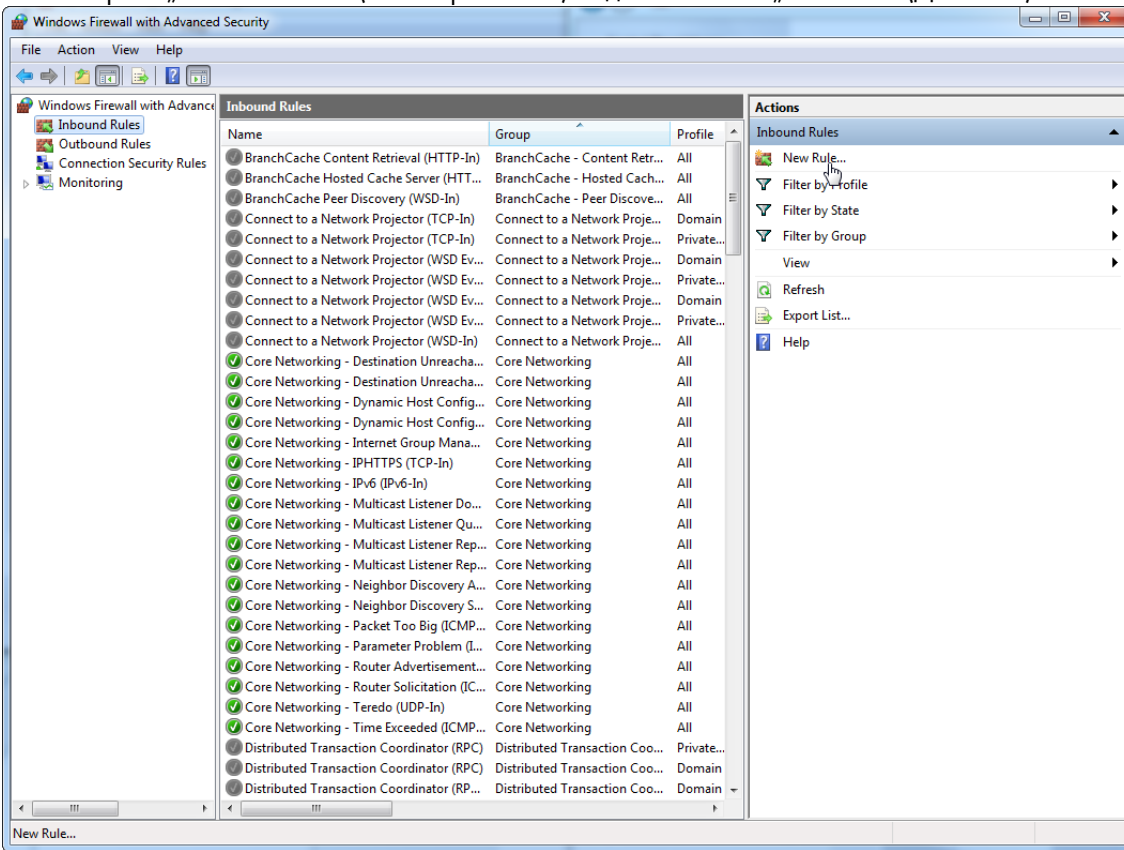 Windows Firewall with Advanced Security
File Action View Help
Windows Firewall with Advance
Inbound Rules
Outbound Rules
Connection Security Rules
Monitoring
Inbound Rules
Name Group Profile
BranchCache Content Retrieval (HTTP-In) BranchCache - Content Retr... All
BranchCache Hosted Cache Server (HTT... BranchCache - Hosted Cach... All
BranchCache Peer Discovery (WSD-In) BranchCache - Peer Discove... All
Connect to a Network Projector (TCP-In) Connect to a Network Proje... Domain
Connect to a Network Projector (TCP-In) Connect to a Network Proje... Private...
Connect to a Network Projector (WSD Ev... Connect to a Network Proje... Domain
Connect to a Network Projector (WSD Ev... Connect to a Network Proje... Private...
Connect to a Network Projector (WSD Ev... Connect to a Network Proje... Domain
Connect to a Network Projector (WSD Ev... Connect to a Network Proje... Private...
Connect to a Network Projector (WSD-In) Connect to a Network Proje... All
Core Networking - Destination Unreacha... Core Networking All
Core Networking - Destination Unreacha... Core Networking All
Core Networking - Dynamic Host Config... Core Networking All
Core Networking - Dynamic Host Config... Core Networking All
Core Networking - Internet Group Mana... Core Networking All
Core Networking - IPHTTPS (TCP-In) Core Networking All
Core Networking - IPv6 (IPv6-In) Core Networking All
Core Networking - Multicast Listener Do... Core Networking All
Core Networking - Multicast Listener Qu... Core Networking All
Core Networking - Multicast Listener Rep... Core Networking All
Core Networking - Multicast Listener Rep... Core Networking All
Core Networking - Neighbor Discovery A... Core Networking All
Core Networking - Neighbor Discovery S... Core Networking All
Core Networking - Packet Too Big (ICMP... Core Networking All
Core Networking - Parameter Problem (I... Core Networking All
Core Networking - Router Advertisement... Core Networking All
Core Networking - Router Solicitation (IC... Core Networking All
Core Networking - Teredo (UDP-In) Core Networking All
Core Networking - Time Exceeded (ICMP... Core Networking All
Distributed Transaction Coordinator (RPC) Distributed Transaction Coo... Private...
Distributed Transaction Coordinator (RPC) Distributed Transaction Coo... Domain
Distributed Transaction Coordinator (RP... Distributed Transaction Coo... Domain
Actions
Inbound Rules
New Rule...
Filter by Profile
Filter by State
Filter by Group
View
Refresh
Export List...
Help
New Rule...